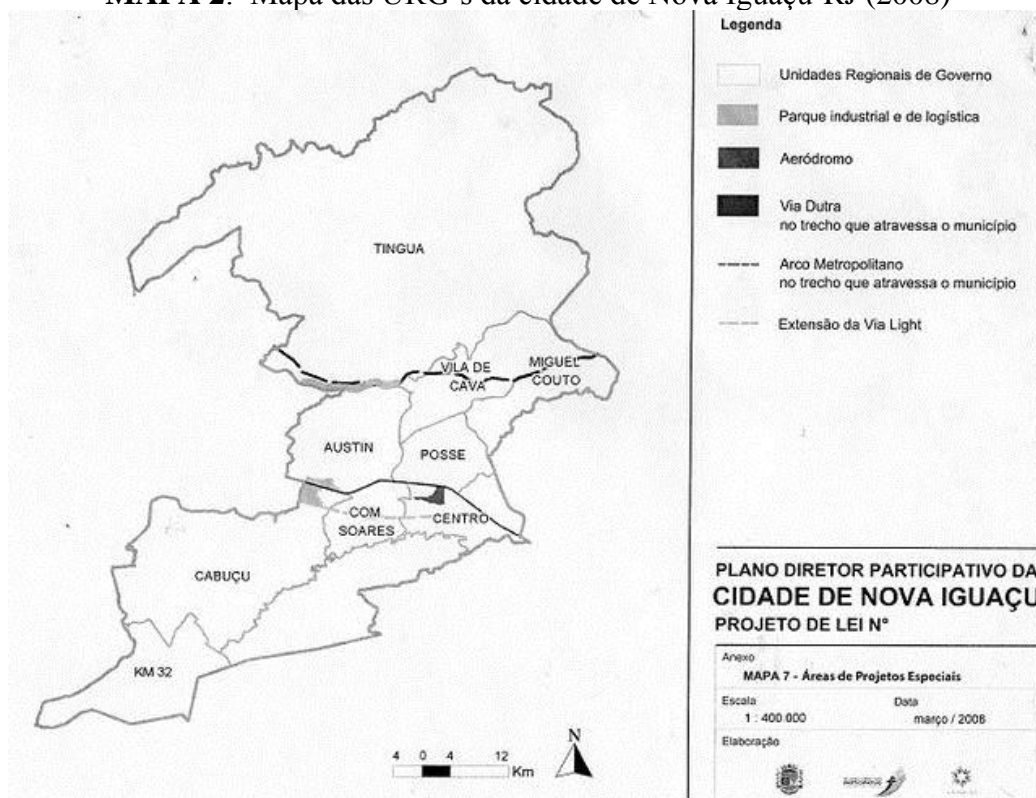 MAPA 2: Mapa das URG's da cidade de Nova Iguaçu-RJ (2008)
Legenda
Unidades Regionais de Governo
Parque industrial e de logística
Aeródromo
Via Dutra
no trecho que atravessa o município
Arco Metropolitano
no trecho que atravessa o município
Extensão da Via Light
TINGUA
VILA DE
CAVA
MIGUEL
COUTO
AUSTIN
POSSE
COM
SOARES
CENTRO
CABUÇU
KM 32
4 0 4 12
Km
N
PLANO DIRETOR PARTICIPATIVO DA
CIDADE DE NOVA IGUAÇU
PROJETO DE LEI Nº
Anexo
MAPA 7 - Áreas de Projetos Especiais
Escala
1 : 400 000
Data
março / 2008
Elaboração